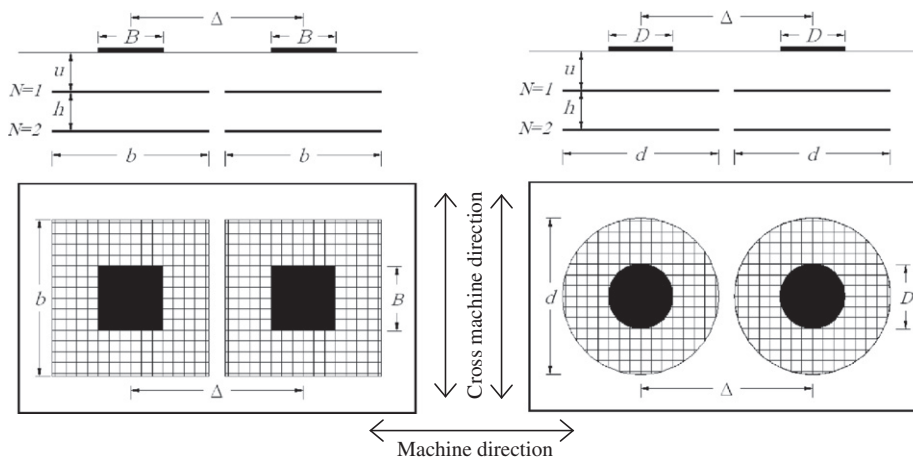 Δ
B B
u
N=1
h
N=2
b b
b
B
Δ
Δ
D D
u
N=1
h
N=2
d d
d
D
Δ
Cross machine direction
Machine direction